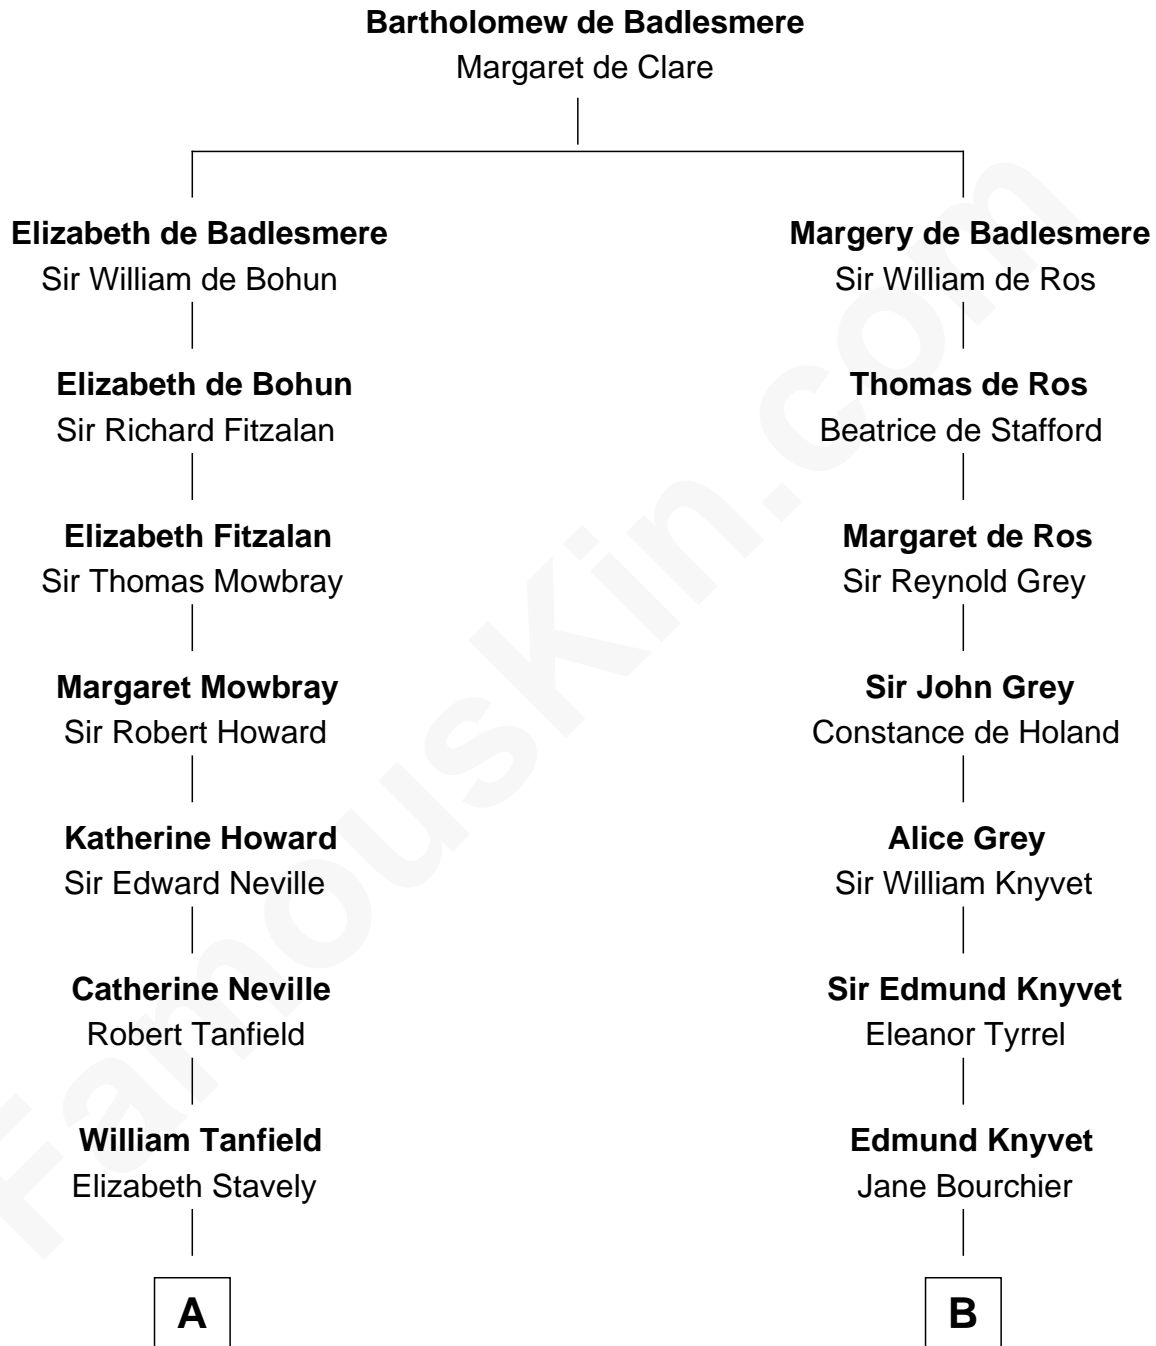 Bartholomew de Badlesmere
Margaret de Clare
Elizabeth de Badlesmere
Sir William de Bohun
Elizabeth de Bohun
Sir Richard Fitzalan
Elizabeth Fitzalan
Sir Thomas Mowbray
Margaret Mowbray
Sir Robert Howard
Katherine Howard
Sir Edward Neville
Catherine Neville
Robert Tanfield
William Tanfield
Elizabeth Stavely
A
Margery de Badlesmere
Sir William de Ros
Thomas de Ros
Beatrice de Stafford
Margaret de Ros
Sir Reynold Grey
Sir John Grey
Constance de Holand
Alice Grey
Sir William Knyvet
Sir Edmund Knyvet
Eleanor Tyrrel
Edmund Knyvet
Jane Bourchier
B
FamousKin.com